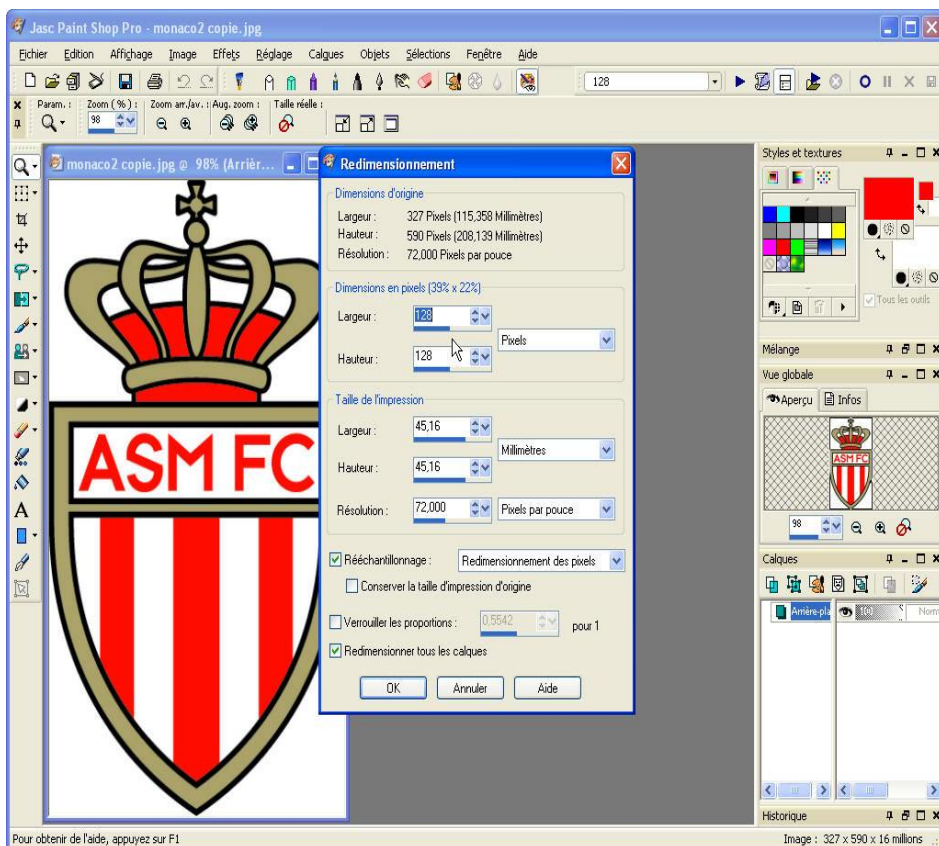 Jasc Paint Shop Pro - monaco2 copie.jpg
Fichier Edition Affichage Image Effets Réglage Calques Objets Sélections Fenêtre Aide
128
Param. : Zoom (%) : Zoom arr./av. : Aug. zoom : Taille réelle :
98
monaco2 copie.jpg @ 98% (Arrièr...
ASM FC
Redimensionnement
Dimensions d'origine
Largeur : 327 Pixels (115,358 Millimètres)
Hauteur : 590 Pixels (208,139 Millimètres)
Résolution : 72,000 Pixels par pouce
Dimensions en pixels (39% x 22%)
Largeur : 128
Pixels
Hauteur : 128
Taille de l'impression
Largeur : 45,16
Millimètres
Hauteur : 45,16
Résolution : 72,000 Pixels par pouce
Rééchantillonnage : Redimensionnement des pixels
Conserver la taille d'impression d'origine
Verrouiller les proportions : 0,5542 pour 1
Redimensionner tous les calques
OK Annuler Aide
Styles et textures
Tous les outils
Mélange
Vue globale
Aperçu Infos
ASM FC
98
Calques
Arrière-pla 100 Norm
Historique
Pour obtenir de l'aide, appuyez sur F1
Image : 327 x 590 x 16 millions